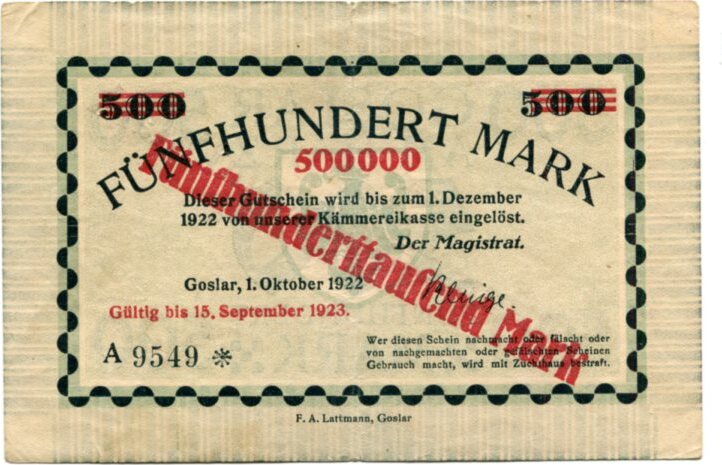 500 500
FÜNFHUNDERT MARK
500000
Fünfhunderttausend Mark
Dieser Gutschein wird bis zum 1. Dezember
1922 von unserer Kämmereikasse eingelöst.
Der Magistrat.
Goslar, 1. Oktober 1922
Gültig bis 15. September 1923.
A 9549 *
Wer diesen Schein nachmacht oder fälscht oder
von nachgemachten oder gefälschten Scheinen
Gebrauch macht, wird mit Zuchthaus bestraft.
F. A. Lattmann, Goslar